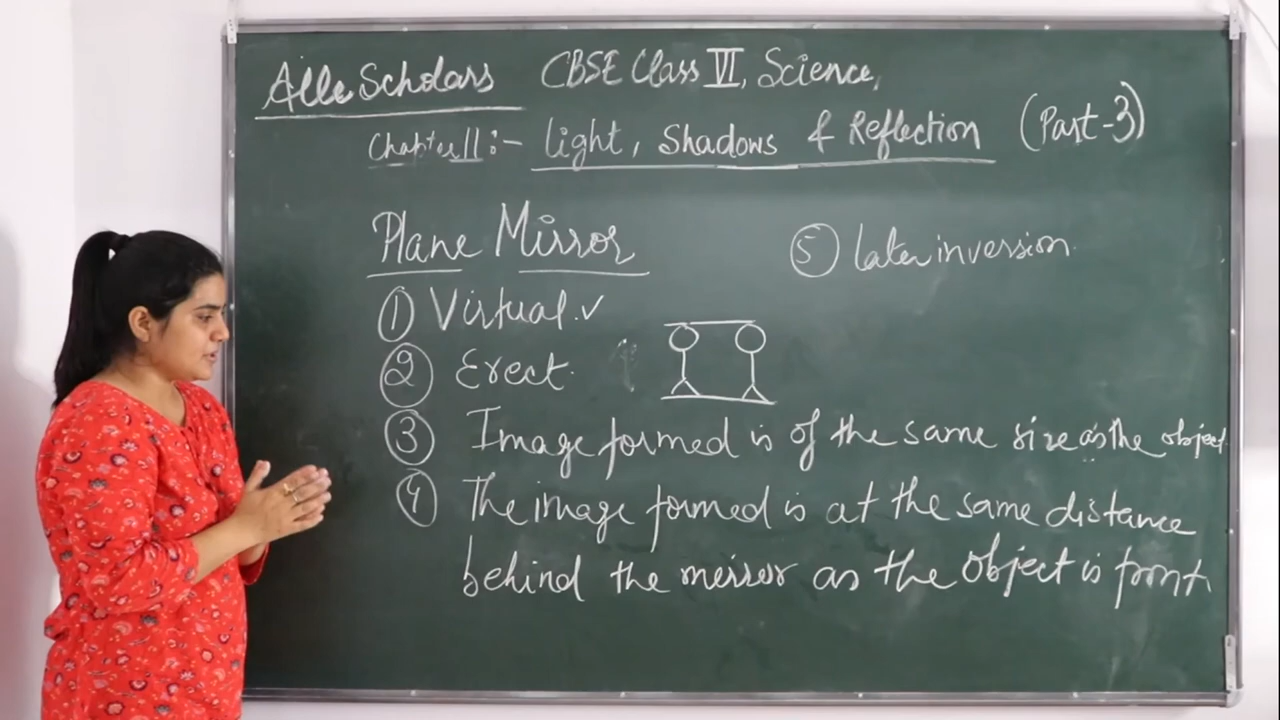 Alle Scholars CBSE Class VI, Science,
Chapter 11:- Light, Shadows & Reflection (Part-3)
Plane Mirror
① Virtual. ✓
② Erect.
③ Image formed is of the same size as the object
④ The image formed is at the same distance
behind the mirror as the object is front
⑤ Later inversion.